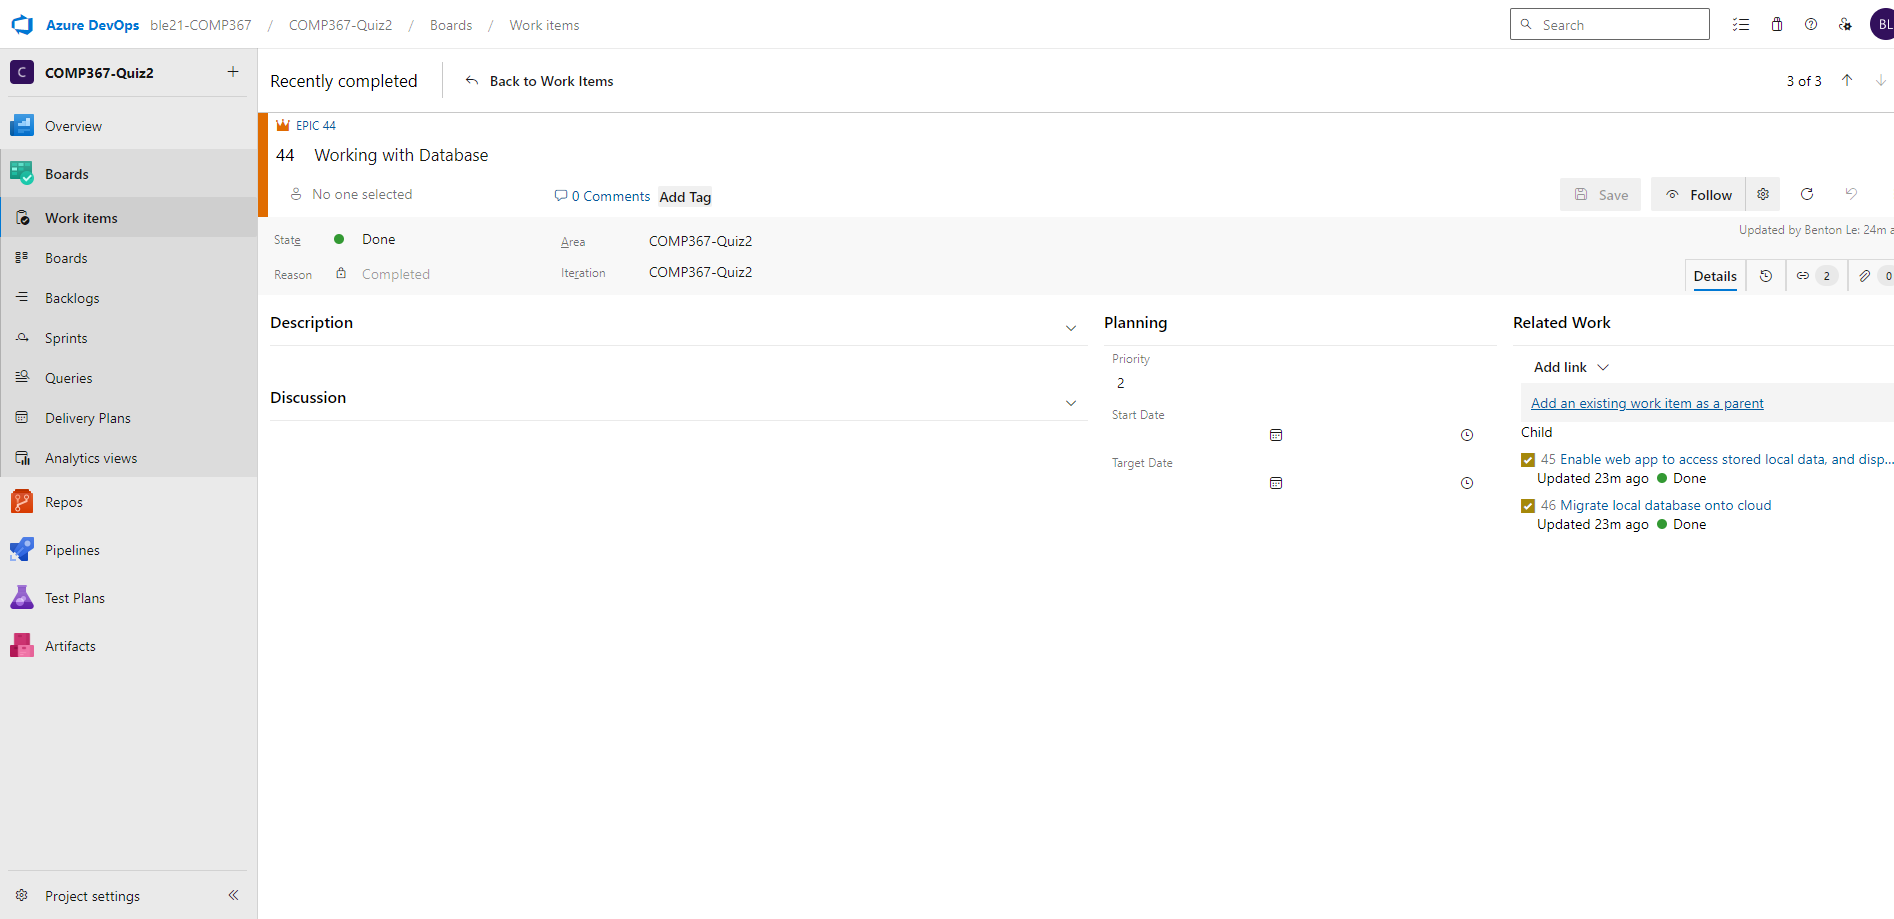 Azure DevOps ble21-COMP367 / COMP367-Quiz2 / Boards / Work items
Search
BL
C COMP367-Quiz2 +
Overview
Boards
Work items
Boards
Backlogs
Sprints
Queries
Delivery Plans
Analytics views
Repos
Pipelines
Test Plans
Artifacts
Project settings
Recently completed
Back to Work Items
3 of 3
EPIC 44
44 Working with Database
No one selected
0 Comments
Add Tag
Save
Follow
State
Done
Area
COMP367-Quiz2
Updated by Benton Le: 24m a
Reason
Completed
Iteration
COMP367-Quiz2
Details
2
0
Description
Discussion
Planning
Priority
2
Start Date
Target Date
Related Work
Add link
Add an existing work item as a parent
Child
45 Enable web app to access stored local data, and disp...
Updated 23m ago Done
46 Migrate local database onto cloud
Updated 23m ago Done